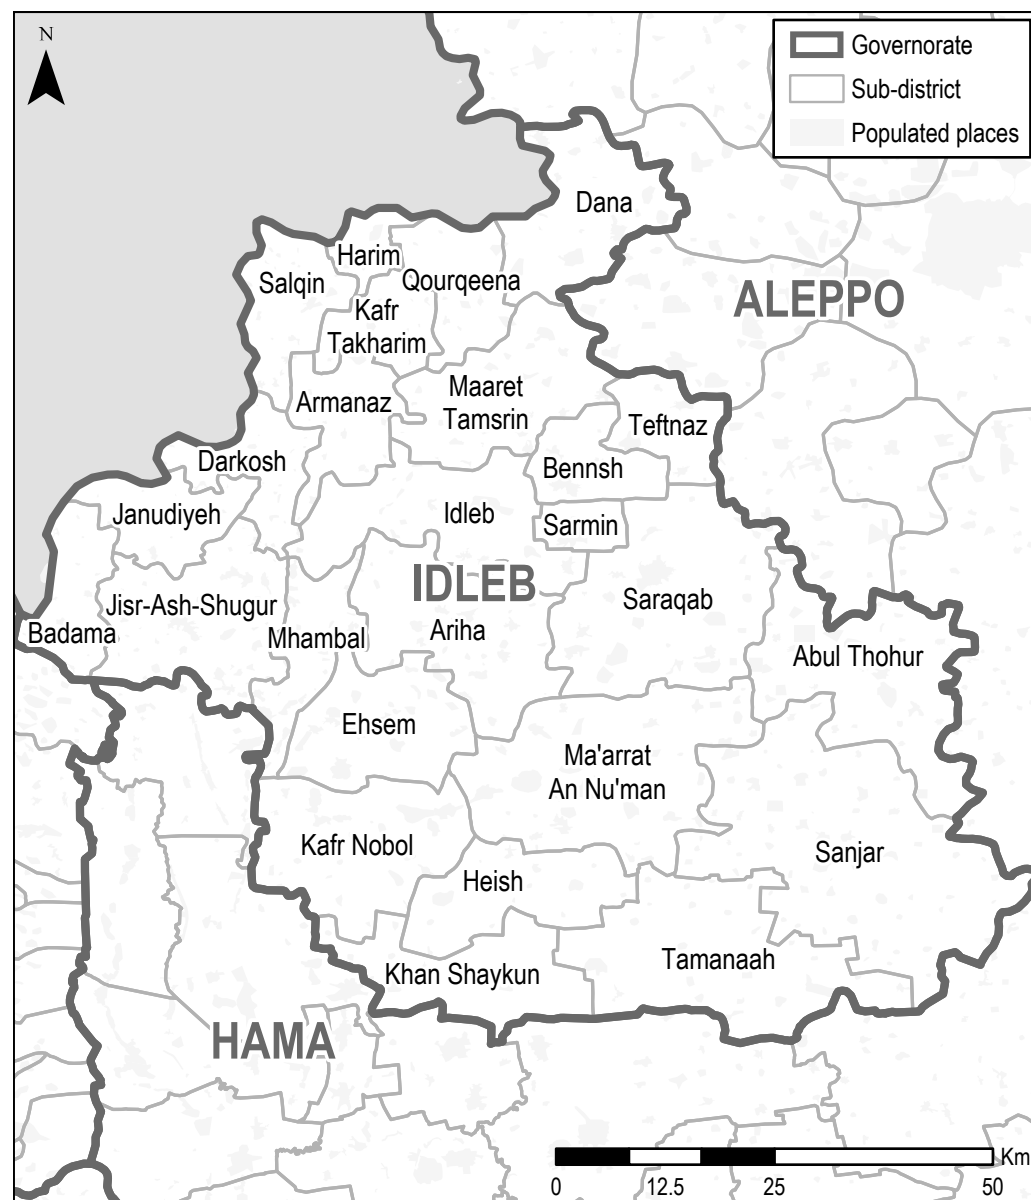 N
Governorate
Sub-district
Populated places
Dana
Harim
Salqin
Qourqeena
ALEPPO
Kafr
Takharim
Maaret
Tamsrin
Armanaz
Teftnaz
Darkosh
Bennsh
Janudiyeh
Idleb
Sarmin
IDLEB
Jisr-Ash-Shugur
Saraqab
Badama
Mhambal
Ariha
Abul Thohur
Ehsem
Ma'arrat
An Nu'man
Kafr Nobol
Sanjar
Heish
Khan Shaykun
Tamanaah
HAMA
Km
0 12.5 25 50